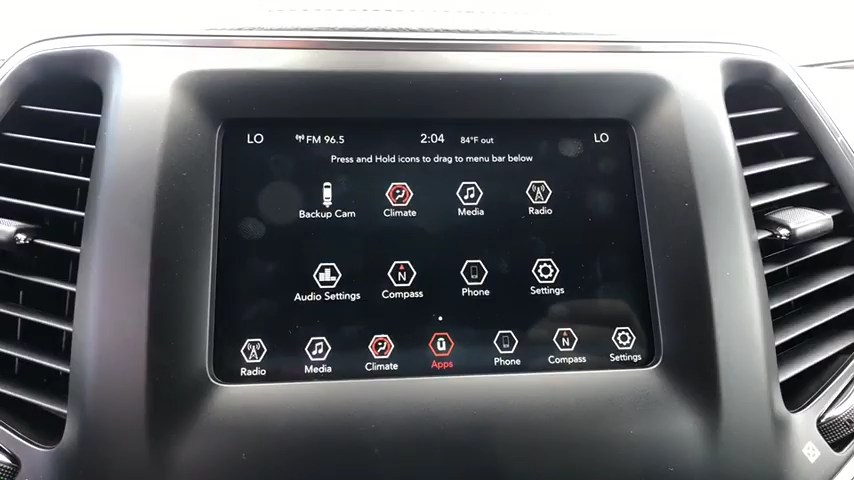 LO FM 96.5 2:04 84°F out LO
Press and Hold icons to drag to menu bar below
Backup Cam Climate Media Radio
N
Audio Settings Compass Phone Settings
ū N
Radio Media Climate Apps Phone Compass Settings